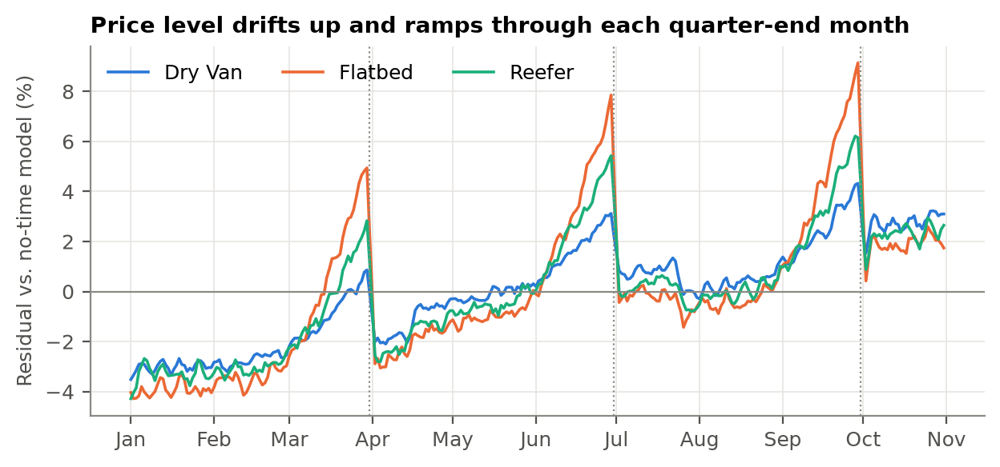 Price level drifts up and ramps through each quarter-end month
Dry Van Flatbed Reefer
Residual vs. no-time model (%)
8
6
4
2
0
−2
−4
Jan Feb Mar Apr May Jun Jul Aug Sep Oct Nov